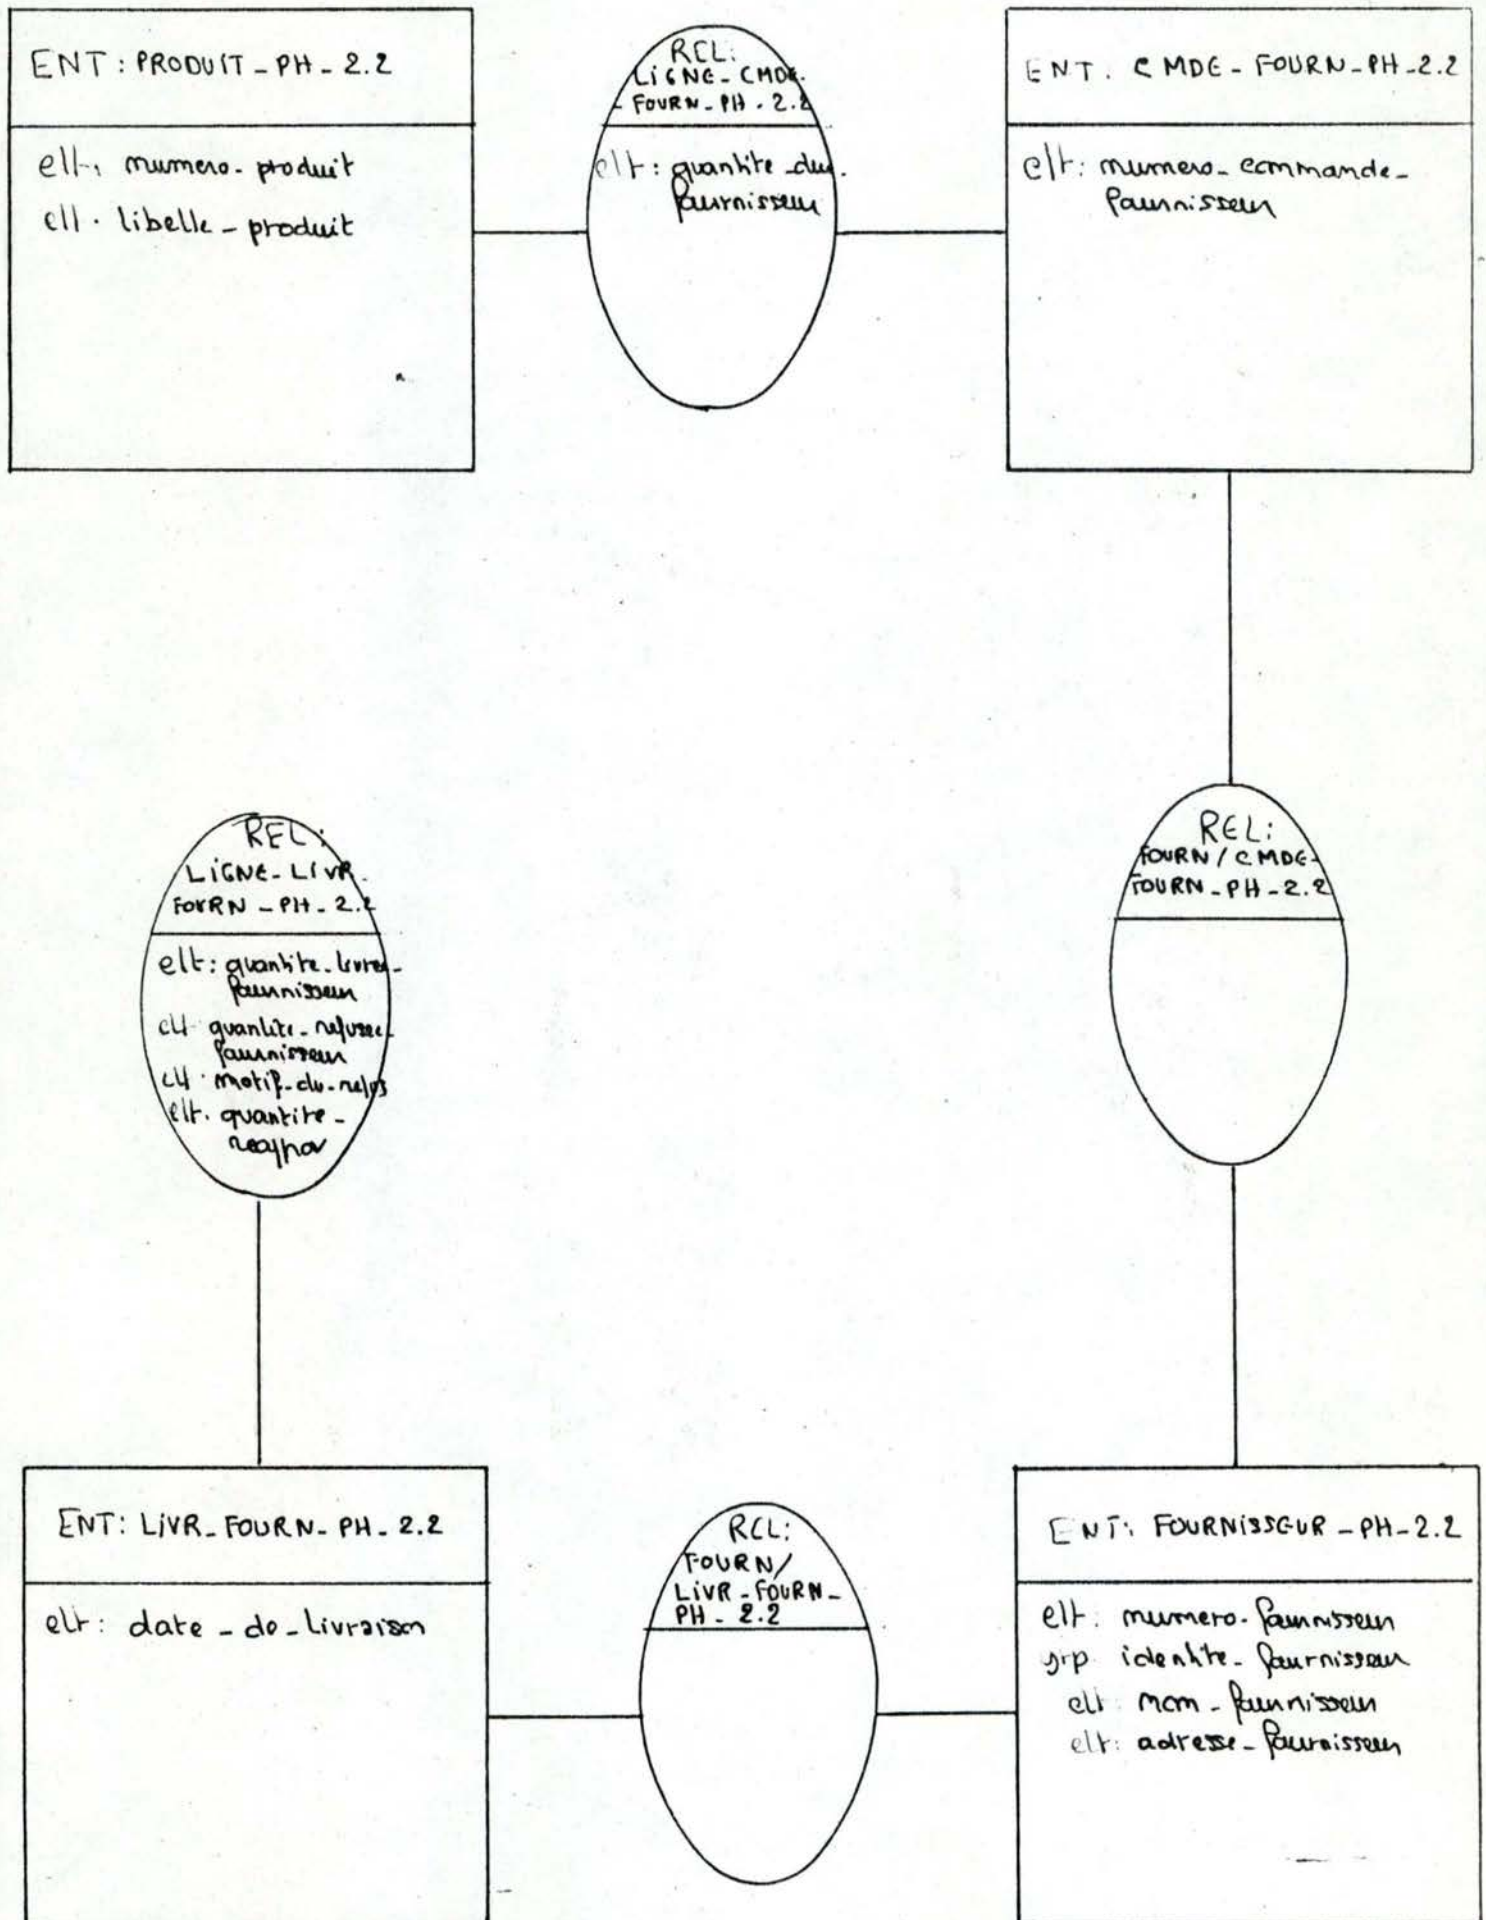 ENT : PRODUIT_PH_2.2
elt: numero_produit
elt. libelle_produit
REL:
LIGNE_CMDE_
FOURN_PH_2.2
elt: quantite_due_
fournisseur
ENT. CMDE_FOURN_PH_2.2
elt: numero_commande_
fournisseur
REL:
LIGNE_LIVR_
FOURN_PH_2.2
elt: quantite_livree_
fournisseur
elt quantite_refusee_
fournisseur
elt. motif_du_refus
elt. quantite_
REL:
FOURN/CMDE_
FOURN_PH_2.2
ENT: LIVR_FOURN_PH_2.2
elt: date_de_livraison
REL:
FOURN/
LIVR_FOURN_
PH_2.2
ENT: FOURNISSEUR_PH_2.2
elt: numero_fournisseur
grp identite_fournisseur
elt: nom_fournisseur
elt: adresse_fournisseur